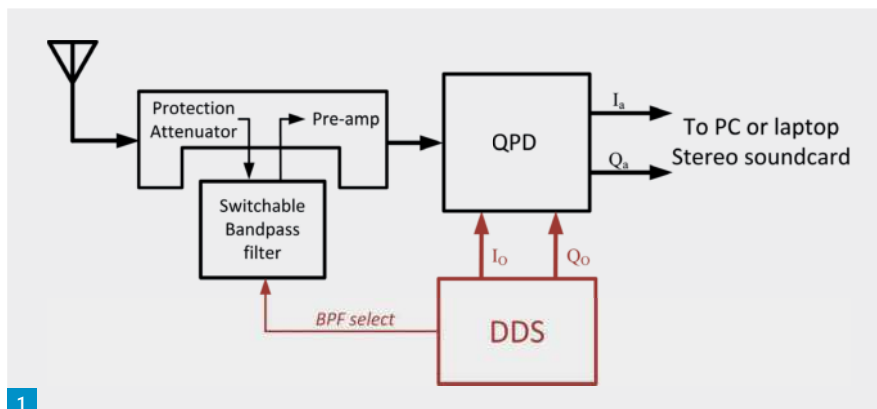 Protection
Attenuator
Pre-amp
Switchable
Bandpass
filter
QPD
Ia
Qa
To PC or laptop
Stereo soundcard
IO
QO
BPF select
DDS
1